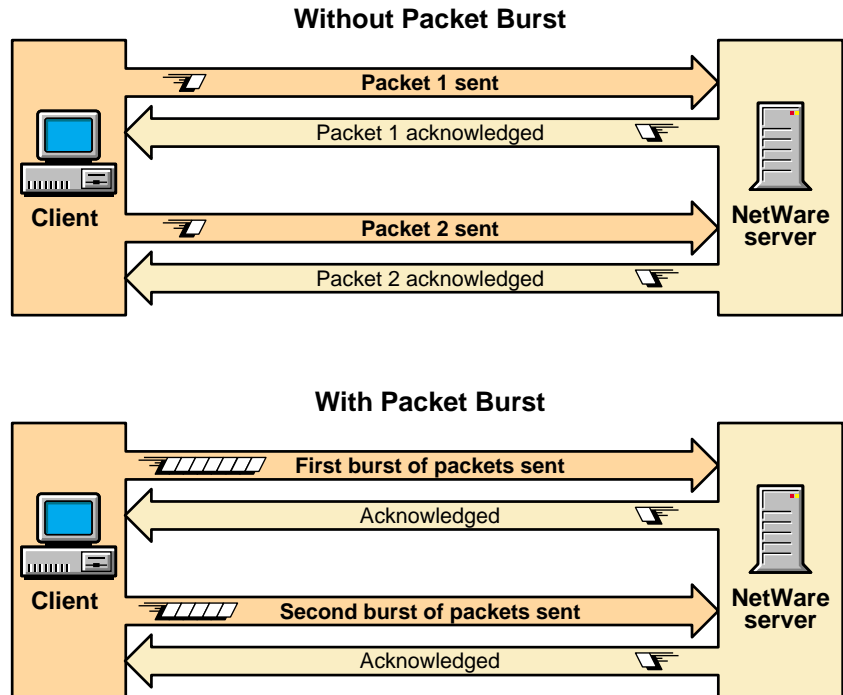 Without Packet Burst
Packet 1 sent
Packet 1 acknowledged
Client
NetWare
server
Packet 2 sent
Packet 2 acknowledged
With Packet Burst
First burst of packets sent
Acknowledged
Client
NetWare
server
Second burst of packets sent
Acknowledged